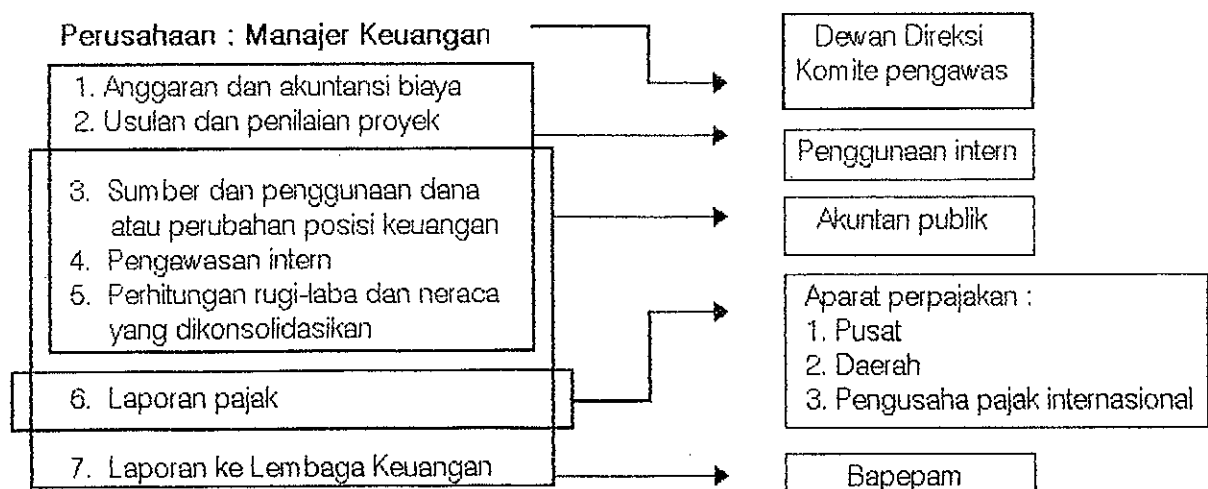 Perusahaan : Manajer Keuangan
1. Anggaran dan akuntansi biaya
2. Usulan dan penilaian proyek
3. Sumber dan penggunaan dana
atau perubahan posisi keuangan
4. Pengawasan intern
5. Perhitungan rugi-laba dan neraca
yang dikonsolidasikan
6. Laporan pajak
7. Laporan ke Lembaga Keuangan
Dewan Direksi
Komite pengawas
Penggunaan intern
Akuntan publik
Aparat perpajakan :
1. Pusat
2. Daerah
3. Pengusaha pajak internasional
Bapepam